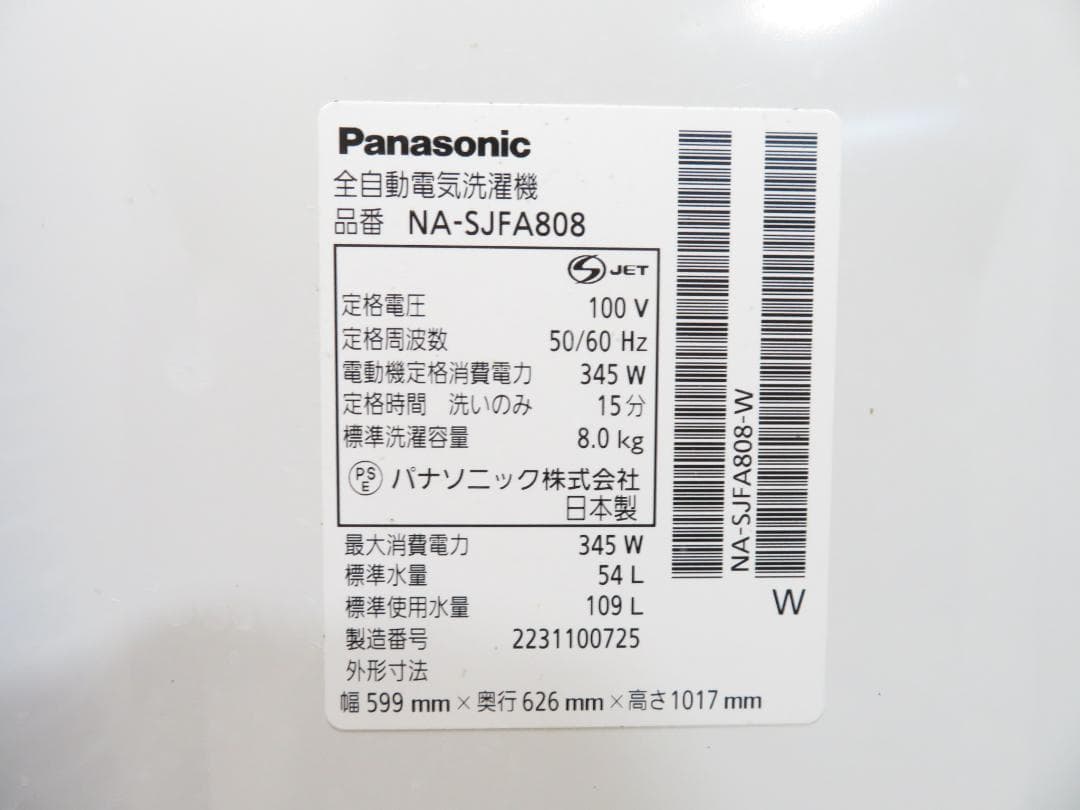 Panasonic
全自動電気洗濯機
品番 NA-SJFA808
S JET
定格電圧 100 V
定格周波数 50/60 Hz
電動機定格消費電力 345 W
定格時間 洗いのみ 15分
標準洗濯容量 8.0 kg
PSE パナソニック株式会社
日本製
最大消費電力 345 W
標準水量 54 L
標準使用水量 109 L
製造番号 2231100725
外形寸法
幅 599 mm × 奥行 626 mm × 高さ 1017 mm
NA-SJFA808-W
W